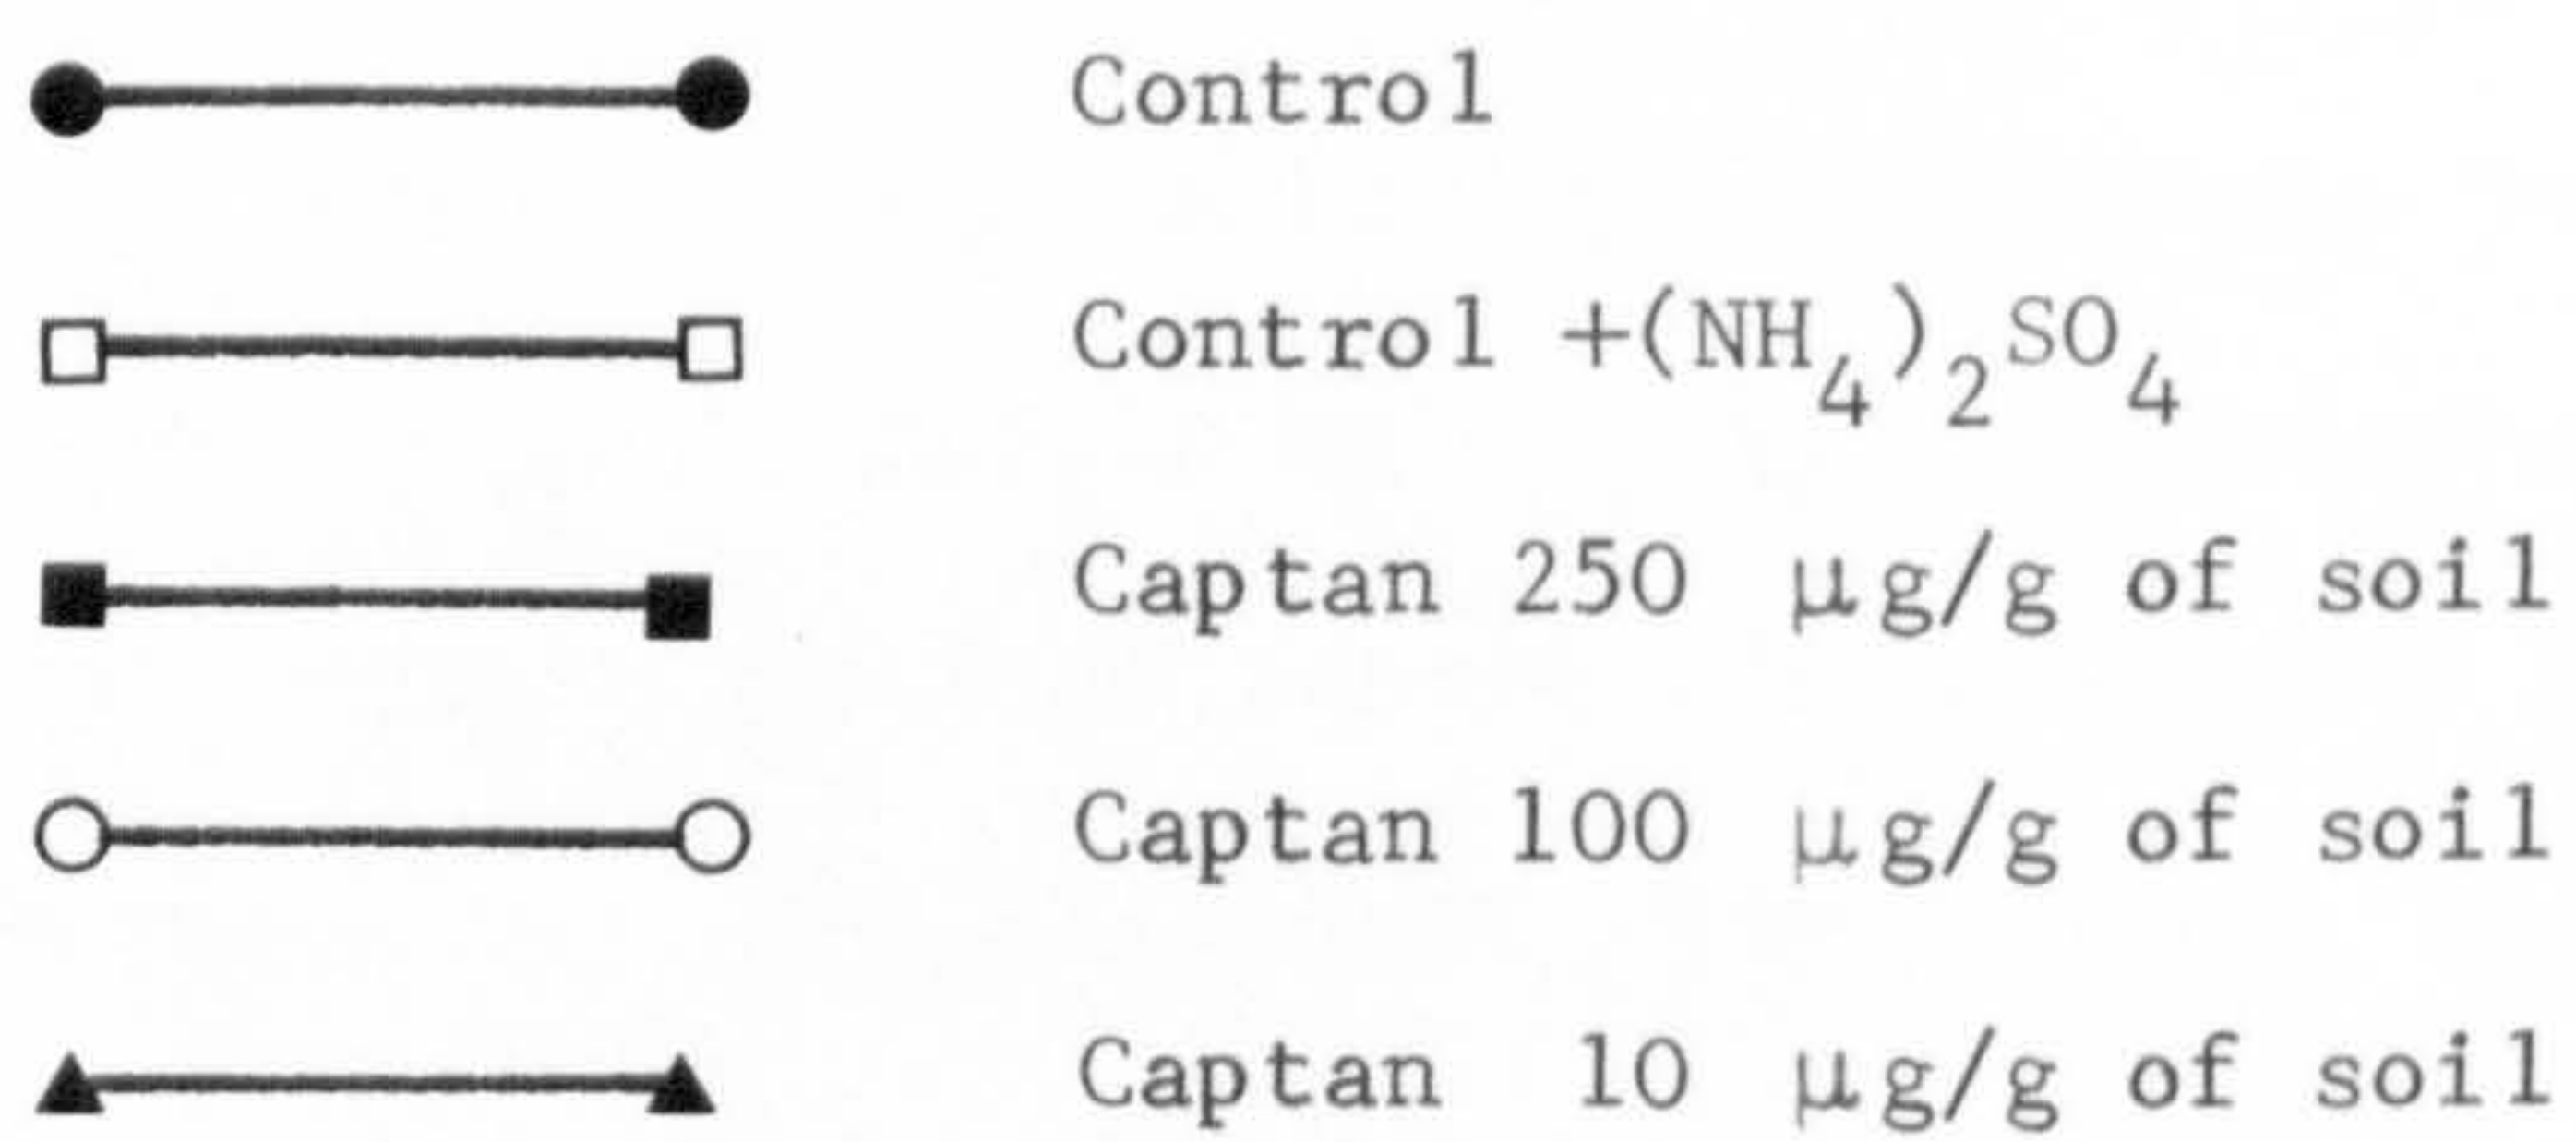 Control
Control +(NH₄)₂SO₄
Captan 250 µg/g of soil
Captan 100 µg/g of soil
Captan 10 µg/g of soil